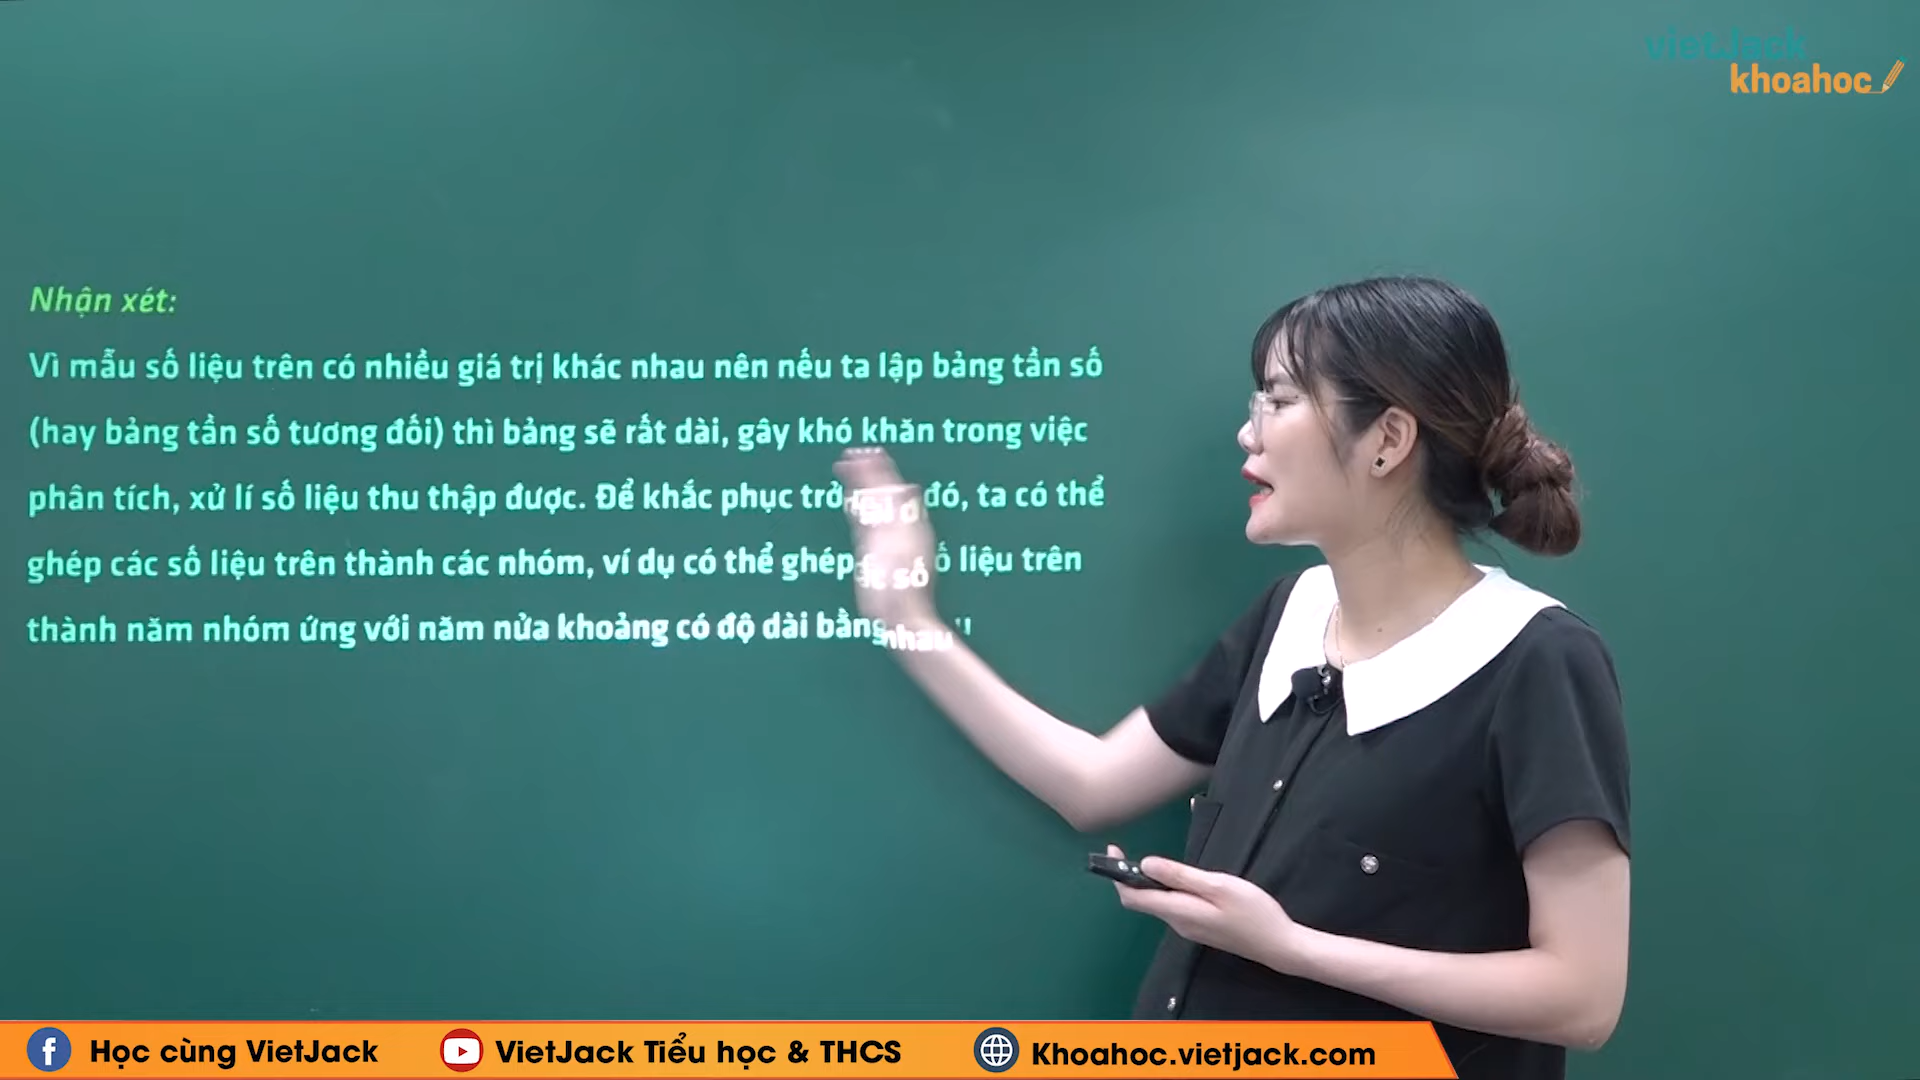 vietJack
khoahoc
Nhận xét:
Vì mẫu số liệu trên có nhiều giá trị khác nhau nên nếu ta lập bảng tần số
(hay bảng tần số tương đối) thì bảng sẽ rất dài, gây khó khăn trong việc
phân tích, xử lí số liệu thu thập được. Để khắc phục trở ngại đó, ta có thể
ghép các số liệu trên thành các nhóm, ví dụ có thể ghép các số liệu trên
thành năm nhóm ứng với năm nửa khoảng có độ dài bằng nhau
Học cùng VietJack
VietJack Tiểu học & THCS
Khoahoc.vietjack.com